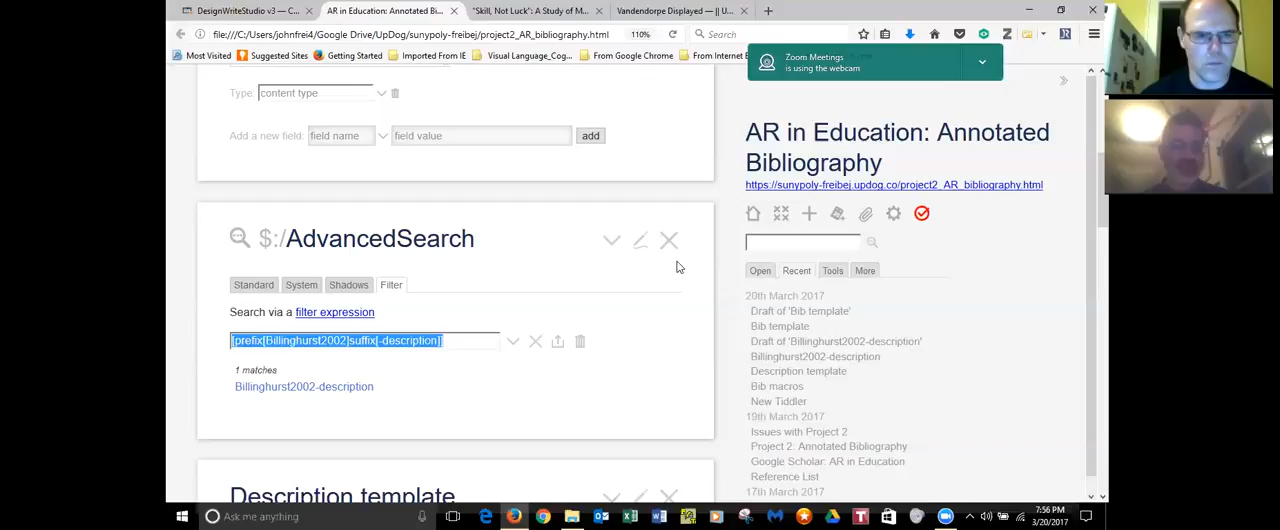 DesignWriteStudio v3 — C...
AR in Education: Annotated Bi...
"Skill, Not Luck": A Study of M...
Vandendorpe Displayed — || U...
file:///C:/Users/johnfrei4/Google Drive/UpDog/sunypoly-freibej/project2_AR_bibliography.html
110%
Search
Most Visited
Suggested Sites
Getting Started
Imported From IE
Visual Language_Cog...
From Google Chrome
From Internet
Zoom Meetings
is using the webcam
Type:
content type
Add a new field:
field name
field value
add
$:/AdvancedSearch
Standard
System
Shadows
Filter
Search via a filter expression
[prefix[Billinghurst2002]suffix[-description]]
1 matches
Billinghurst2002-description
Description template
AR in Education: Annotated
Bibliography
https://sunypoly-freibej.updog.co/project2_AR_bibliography.html
Open
Recent
Tools
More
20th March 2017
Draft of 'Bib template'
Bib template
Draft of 'Billinghurst2002-description'
Billinghurst2002-description
Description template
Bib macros
New Tiddler
19th March 2017
Issues with Project 2
Project 2: Annotated Bibliography
Google Scholar: AR in Education
Reference List
17th March 2017
Ask me anything
7:56 PM
3/20/2017